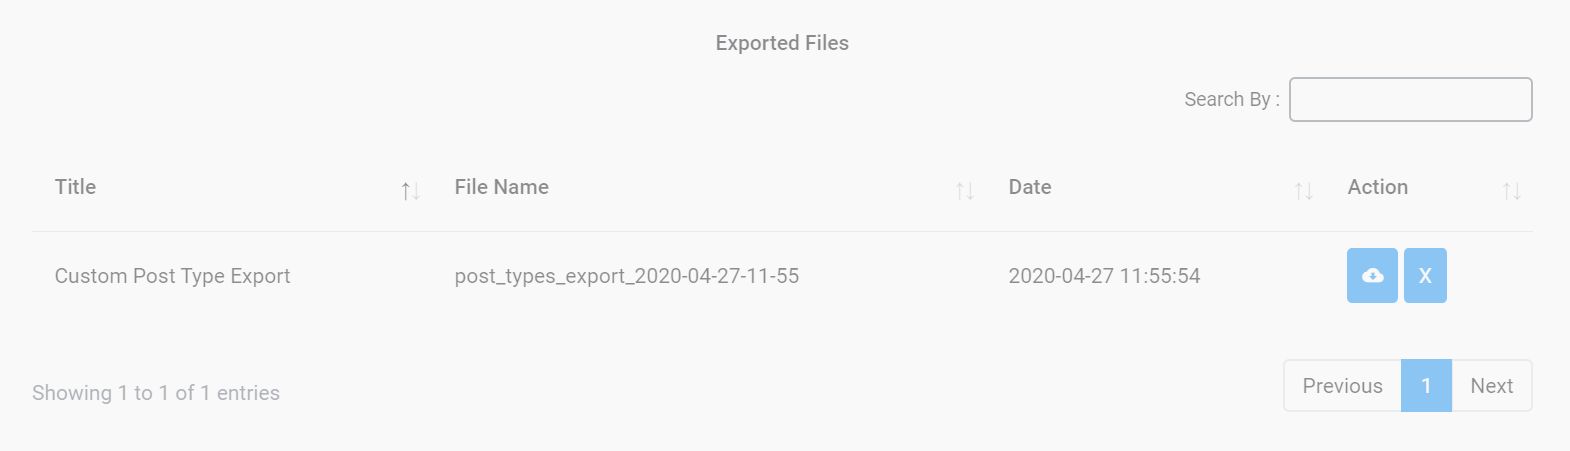 Exported Files
Search By :
Title File Name Date Action
Custom Post Type Export post_types_export_2020-04-27-11-55 2020-04-27 11:55:54 X
Showing 1 to 1 of 1 entries Previous 1 Next